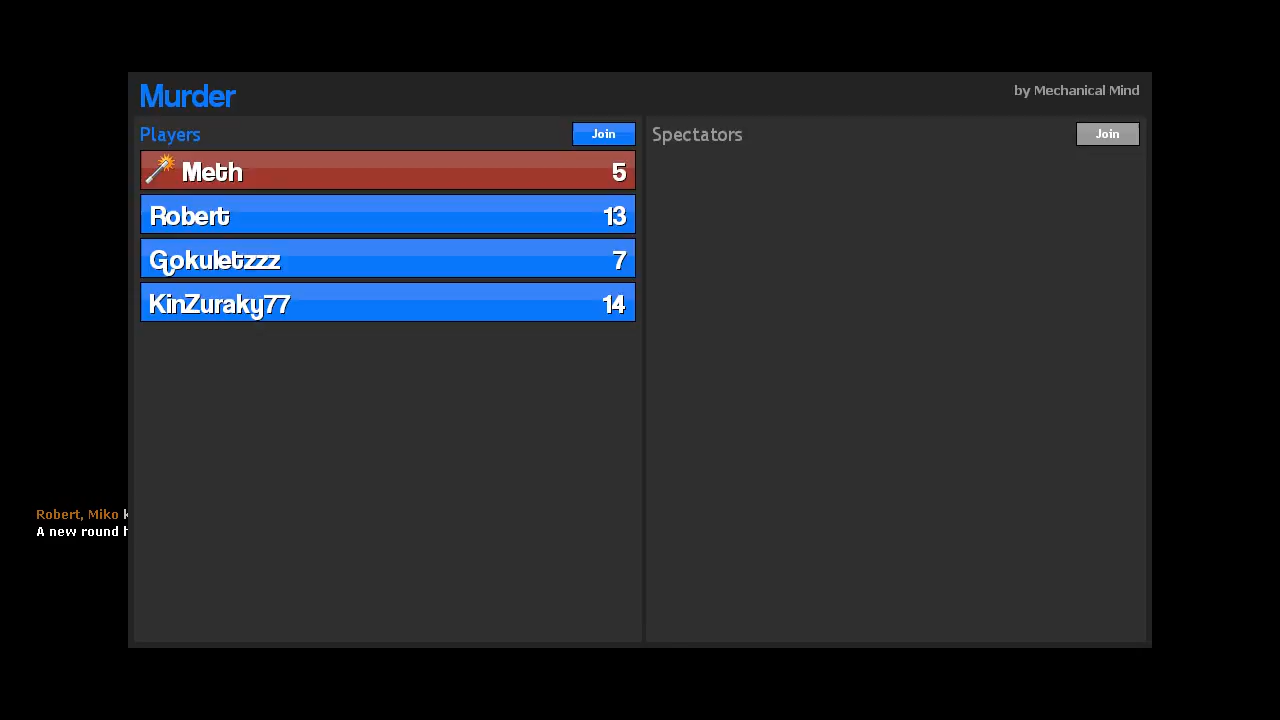 Murder
by Mechanical Mind
Players
Join
Spectators
Join
Meth 5
Robert 13
Gokuletzzz 7
KinZuraky77 14
Robert, Miko k
A new round h